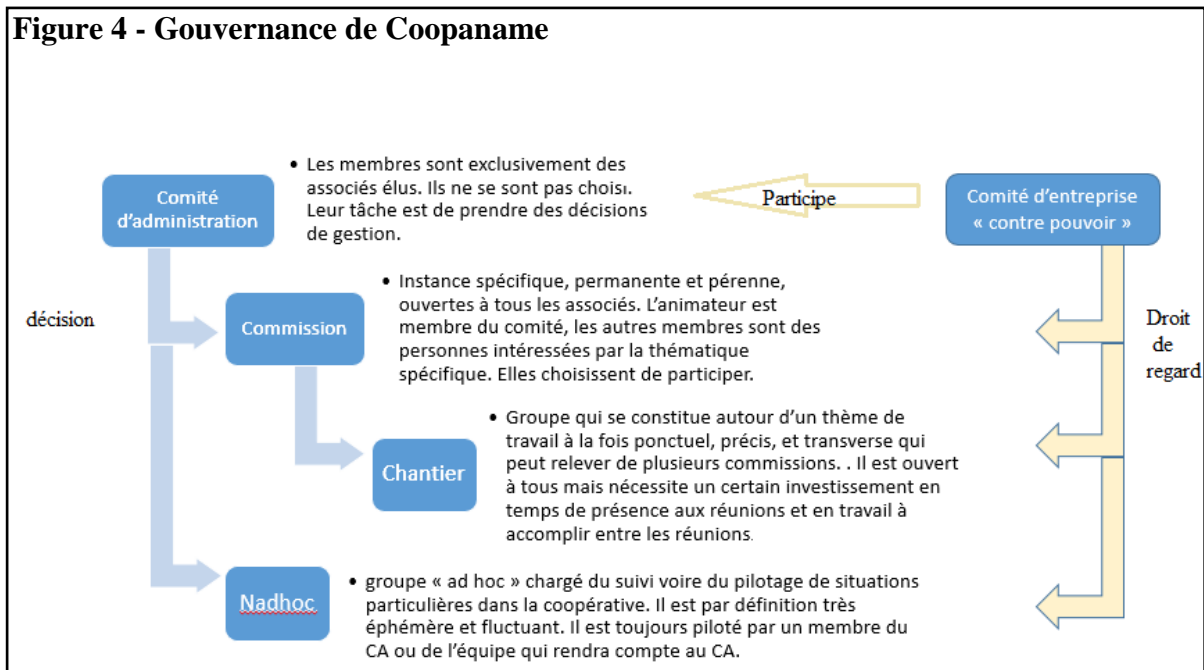 Figure 4 - Gouvernance de Coopaname
Comité
d'administration
• Les membres sont exclusivement des
associés élus. Ils ne se sont pas choisi.
Leur tâche est de prendre des décisions
de gestion.
Participe
Comité d'entreprise
« contre pouvoir »
décision
Commission
• Instance spécifique, permanente et pérenne,
ouvertes à tous les associés. L'animateur est
membre du comité, les autres membres sont des
personnes intéressées par la thématique
spécifique. Elles choisissent de participer.
Droit
de
regard
Chantier
• Groupe qui se constitue autour d'un thème de
travail à la fois ponctuel, précis, et transverse qui
peut relever de plusieurs commissions. . Il est ouvert
à tous mais nécessite un certain investissement en
temps de présence aux réunions et en travail à
accomplir entre les réunions.
Nadhoc
• groupe « ad hoc » chargé du suivi voire du pilotage de situations
particulières dans la coopérative. Il est par définition très
éphémère et fluctuant. Il est toujours piloté par un membre du
CA ou de l'équipe qui rendra compte au CA.